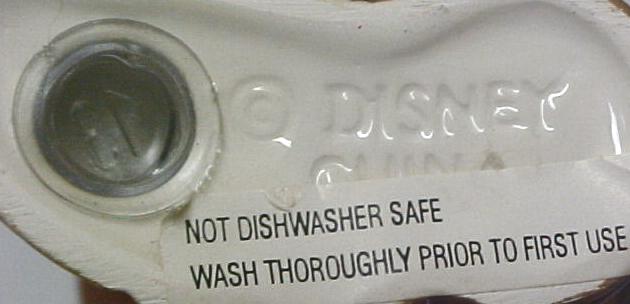 © DISNEY
CHINA
NOT DISHWASHER SAFE
WASH THOROUGHLY PRIOR TO FIRST USE